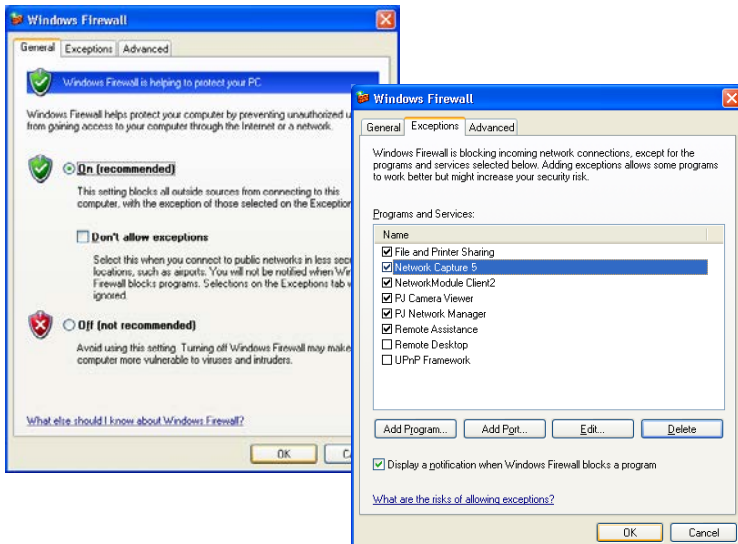 Windows Firewall
General Exceptions Advanced
Windows Firewall is helping to protect your PC
Windows Firewall helps protect your computer by preventing unauthorized u
from gaining access to your computer through the Internet or a network.
On (recommended)
This setting blocks all outside sources from connecting to this
computer, with the exception of those selected on the Exception
Don't allow exceptions
Select this when you connect to public networks in less sec
locations, such as airports. You will not be notified when Wi
Firewall blocks programs. Selections on the Exceptions tab w
ignored.
Off (not recommended)
Avoid using this setting. Turning off Windows Firewall may make
computer more vulnerable to viruses and intruders.
What else should I know about Windows Firewall?
OK
Windows Firewall
General Exceptions Advanced
Windows Firewall is blocking incoming network connections, except for the
programs and services selected below. Adding exceptions allows some programs
to work better but might increase your security risk.
Programs and Services:
Name
File and Printer Sharing
Network Capture 5
NetworkModule Client2
PJ Camera Viewer
PJ Network Manager
Remote Assistance
Remote Desktop
UPnP Framework
Add Program... Add Port... Edit... Delete
Display a notification when Windows Firewall blocks a program
What are the risks of allowing exceptions?
OK Cancel